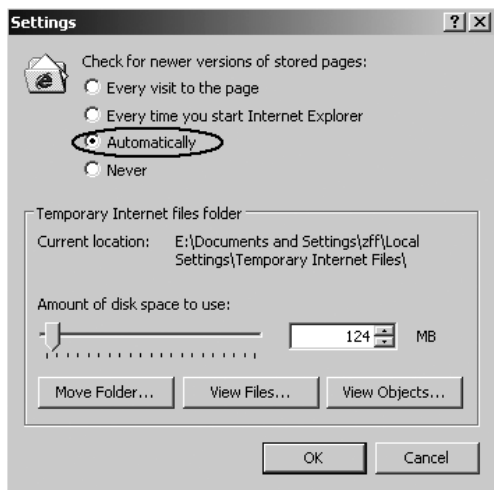 Settings
Check for newer versions of stored pages:
Every visit to the page
Every time you start Internet Explorer
Automatically
Never
Temporary Internet files folder
Current location: E:\Documents and Settings\zff\Local
Settings\Temporary Internet Files\
Amount of disk space to use:
124 MB
Move Folder... View Files... View Objects...
OK Cancel